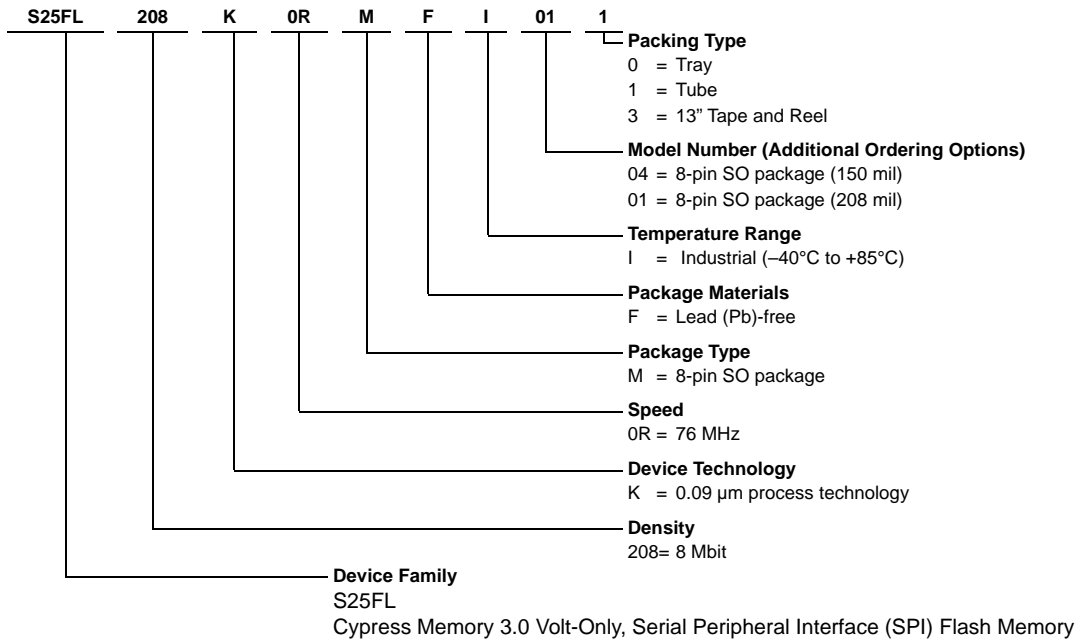 S25FL 208 K 0R M F I 01 1
Packing Type
0 = Tray
1 = Tube
3 = 13” Tape and Reel
Model Number (Additional Ordering Options)
04 = 8-pin SO package (150 mil)
01 = 8-pin SO package (208 mil)
Temperature Range
I = Industrial (–40°C to +85°C)
Package Materials
F = Lead (Pb)-free
Package Type
M = 8-pin SO package
Speed
0R = 76 MHz
Device Technology
K = 0.09 µm process technology
Density
208= 8 Mbit
Device Family
S25FL
Cypress Memory 3.0 Volt-Only, Serial Peripheral Interface (SPI) Flash Memory